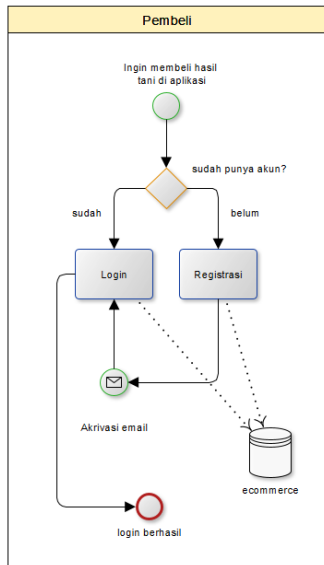 Pembeli
Ingin membeli hasil
tani di aplikasi
sudah punya akun?
sudah
belum
Login
Registrasi
Akrivasi email
ecommerce
login berhasil